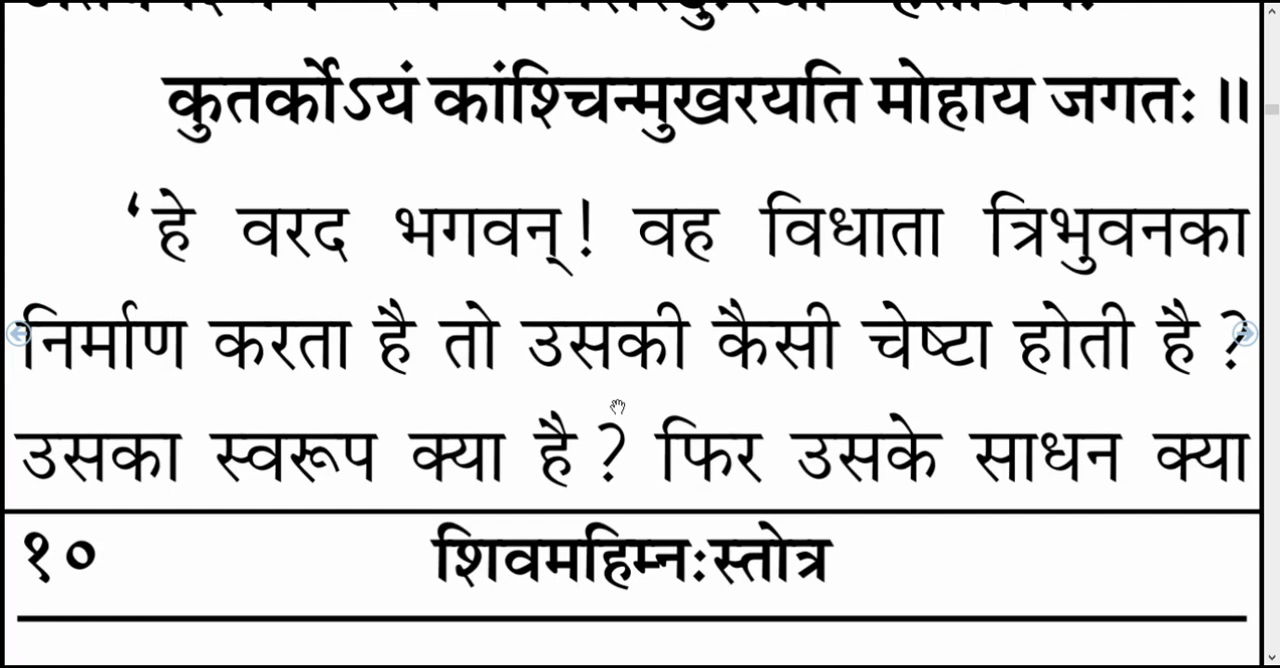 कुतर्कोऽयं कांश्चिन्मुखरयति मोहाय जगतः ॥
‘हे वरद भगवन्! वह विधाता त्रिभुवनका
निर्माण करता है तो उसकी कैसी चेष्टा होती है ?
उसका स्वरूप क्या है ? फिर उसके साधन क्या
१० शिवमहिम्नःस्तोत्र